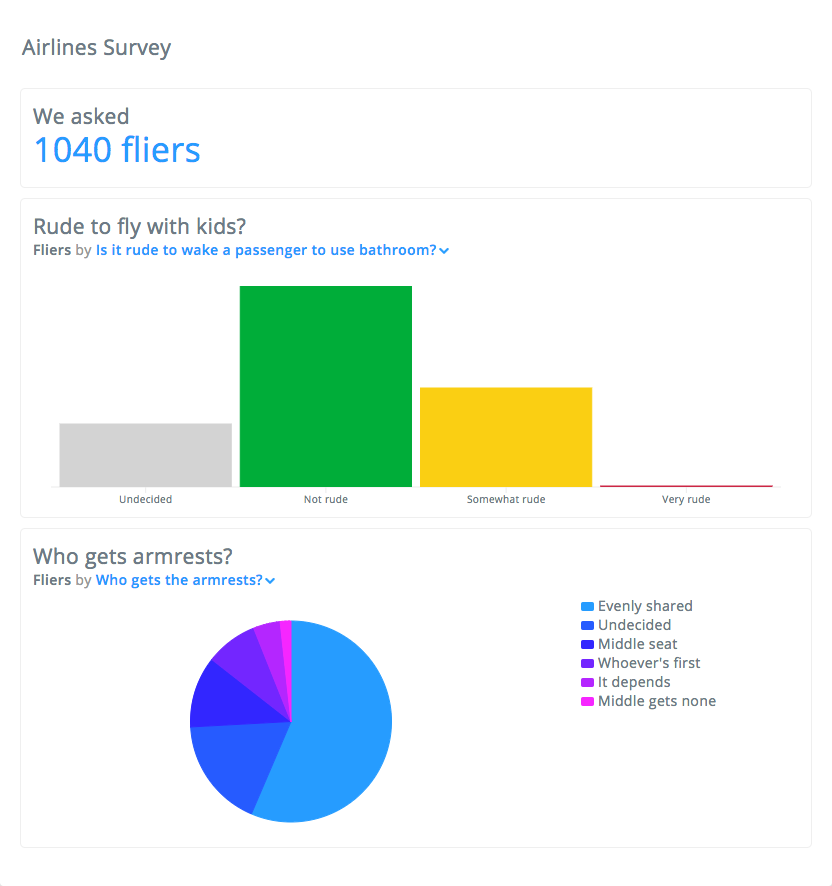 Airlines Survey
We asked
1040 fliers
Rude to fly with kids?
Fliers by Is it rude to wake a passenger to use bathroom?
Undecided
Not rude
Somewhat rude
Very rude
Who gets armrests?
Fliers by Who gets the armrests?
Evenly shared
Undecided
Middle seat
Whoever's first
It depends
Middle gets none